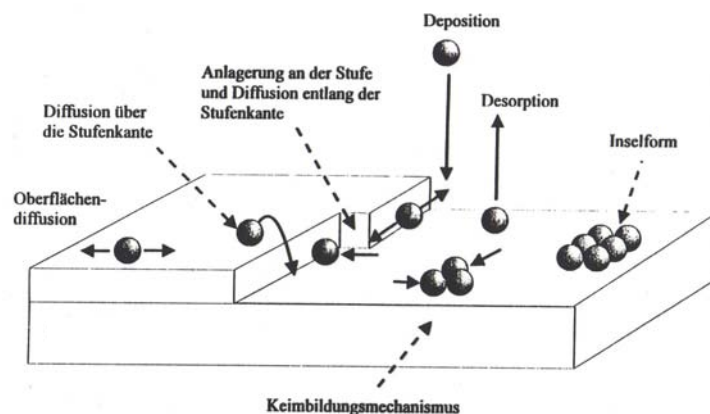 Deposition
Anlagerung an der Stufe
und Diffusion entlang der
Stufenkante
Desorption
Diffusion über
die Stufenkante
Inselform
Oberflächen-
diffusion
Keimbildungsmechanismus